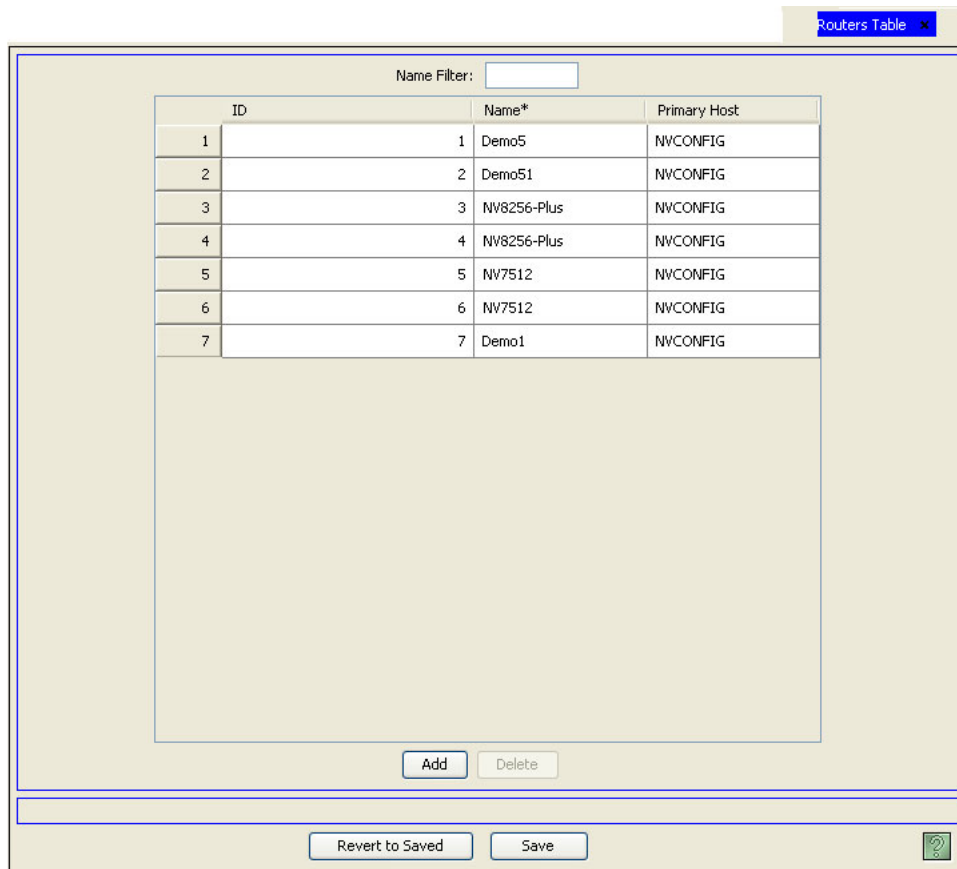 Routers Table ×
Name Filter:
ID Name* Primary Host
1 1 Demo5 NVCONFIG
2 2 Demo51 NVCONFIG
3 3 NV8256-Plus NVCONFIG
4 4 NV8256-Plus NVCONFIG
5 5 NV7512 NVCONFIG
6 6 NV7512 NVCONFIG
7 7 Demo1 NVCONFIG
Add Delete
Revert to Saved Save ?